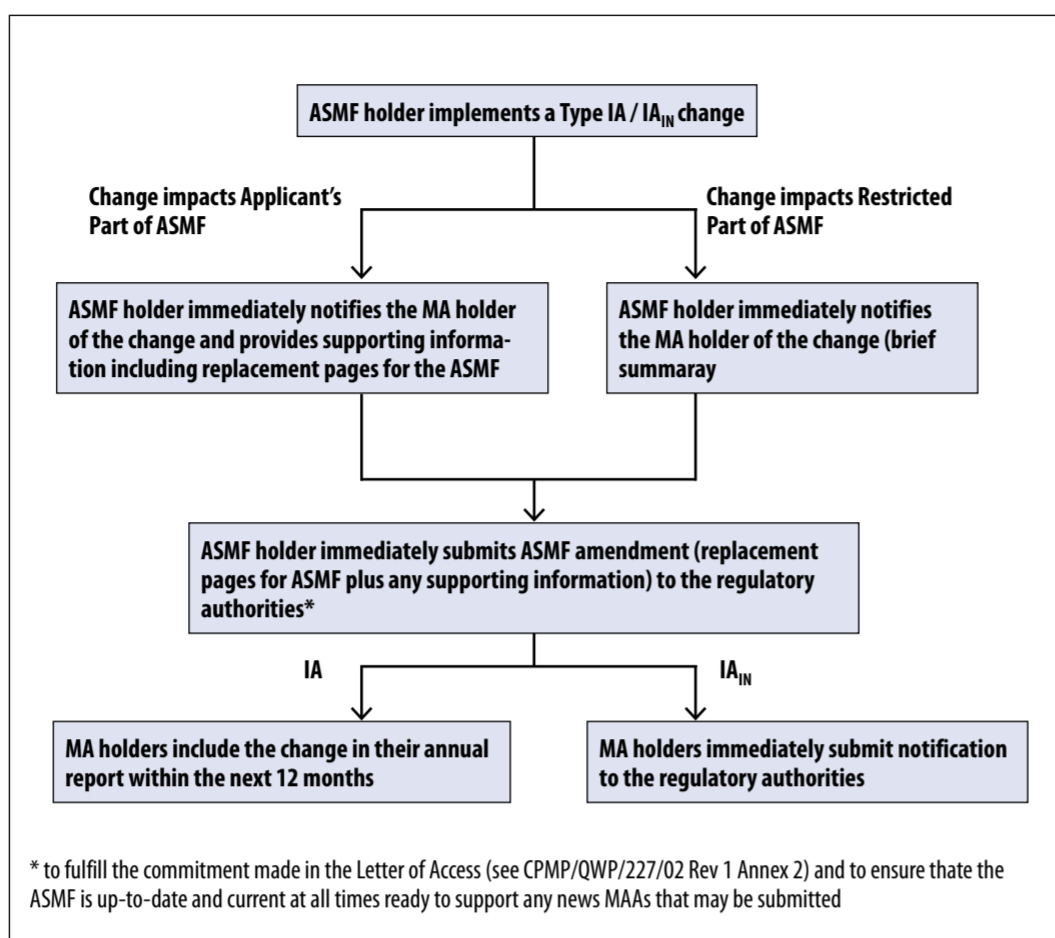 ASMF holder implements a Type IA / IAIN change
Change impacts Applicant's
Part of ASMF
Change impacts Restricted
Part of ASMF
ASMF holder immediately notifies the MA holder
of the change and provides supporting informa-
tion including replacement pages for the ASMF
ASMF holder immediately notifies
the MA holder of the change (brief
summaray
ASMF holder immediately submits ASMF amendment (replacement
pages for ASMF plus any supporting information) to the regulatory
authorities*
IA
IAIN
MA holders include the change in their annual
report within the next 12 months
MA holders immediately submit notification
to the regulatory authorities
* to fulfill the commitment made in the Letter of Access (see CPMP/QWP/227/02 Rev 1 Annex 2) and to ensure thate the
ASMF is up-to-date and current at all times ready to support any news MAAs that may be submitted